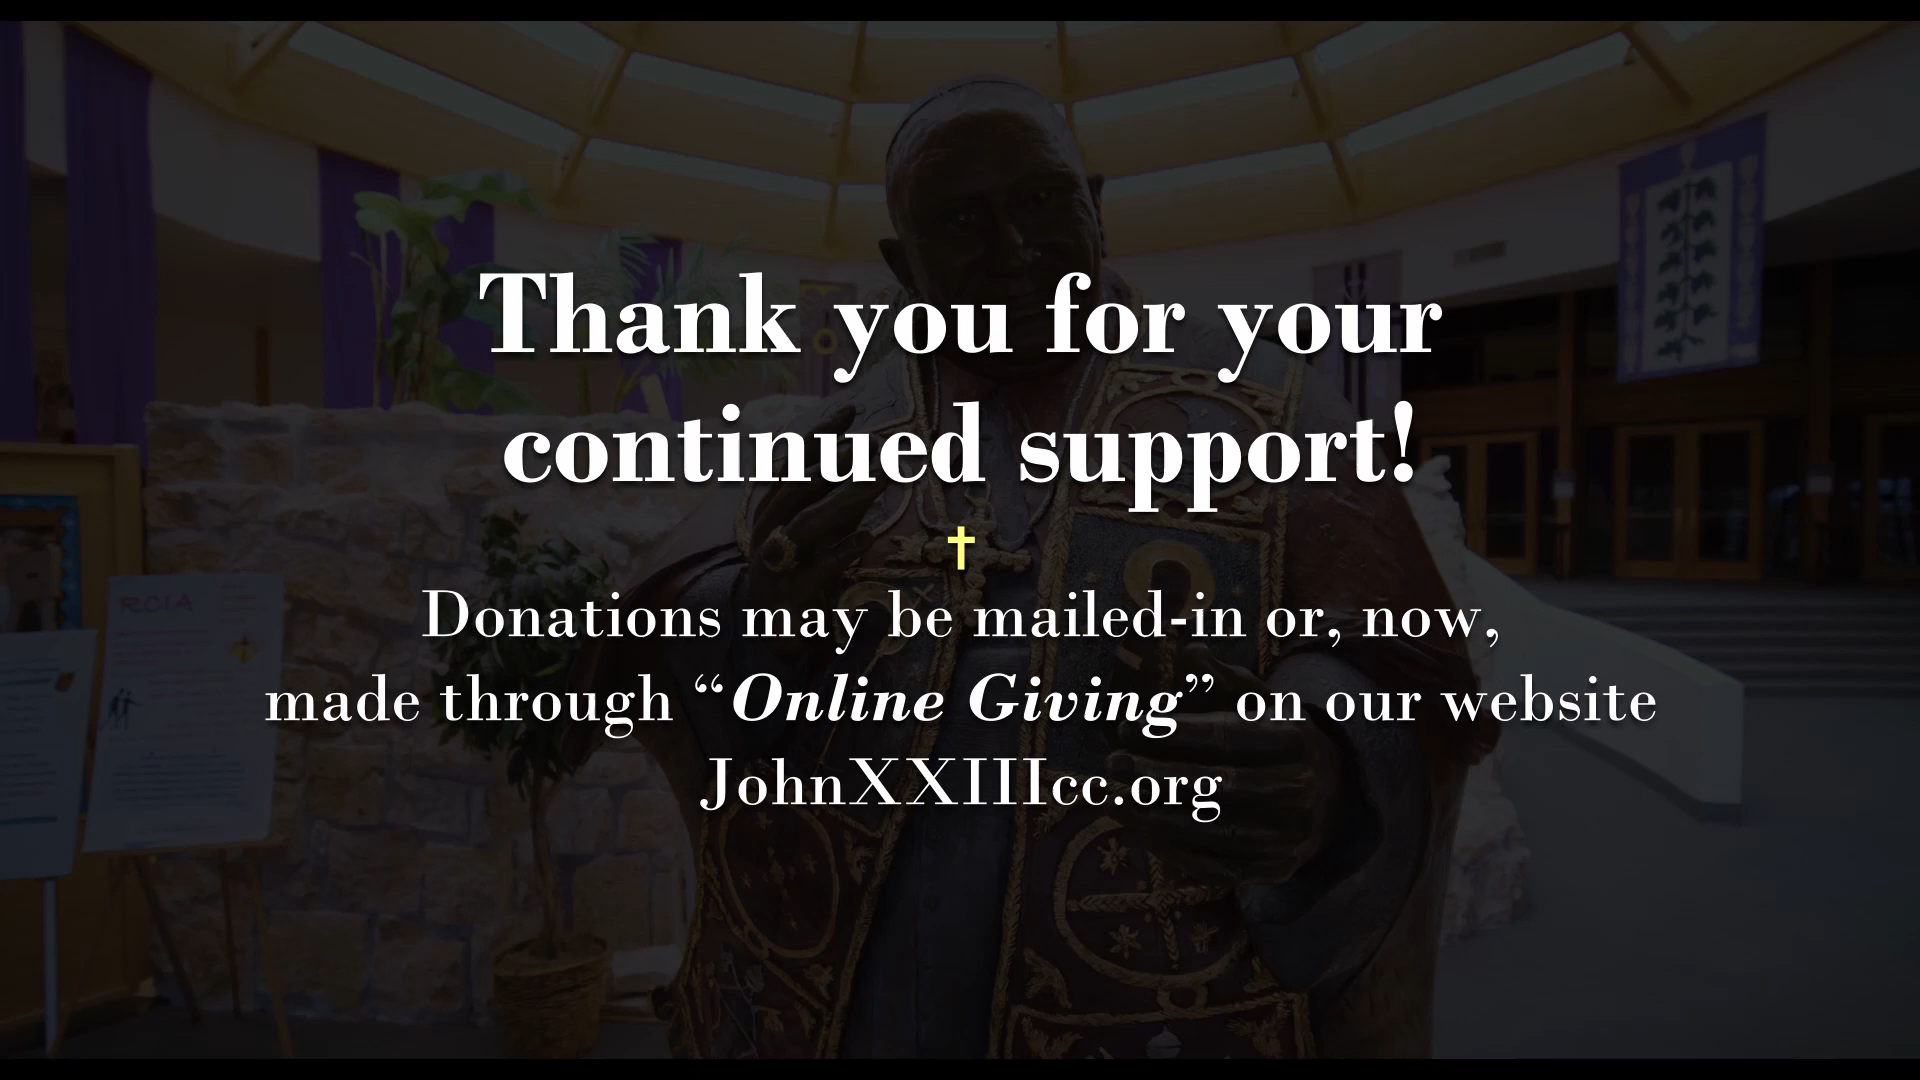 Thank you for your
continued support!
✝
Donations may be mailed-in or, now,
made through “Online Giving” on our website
JohnXXIIIcc.org
RCIA